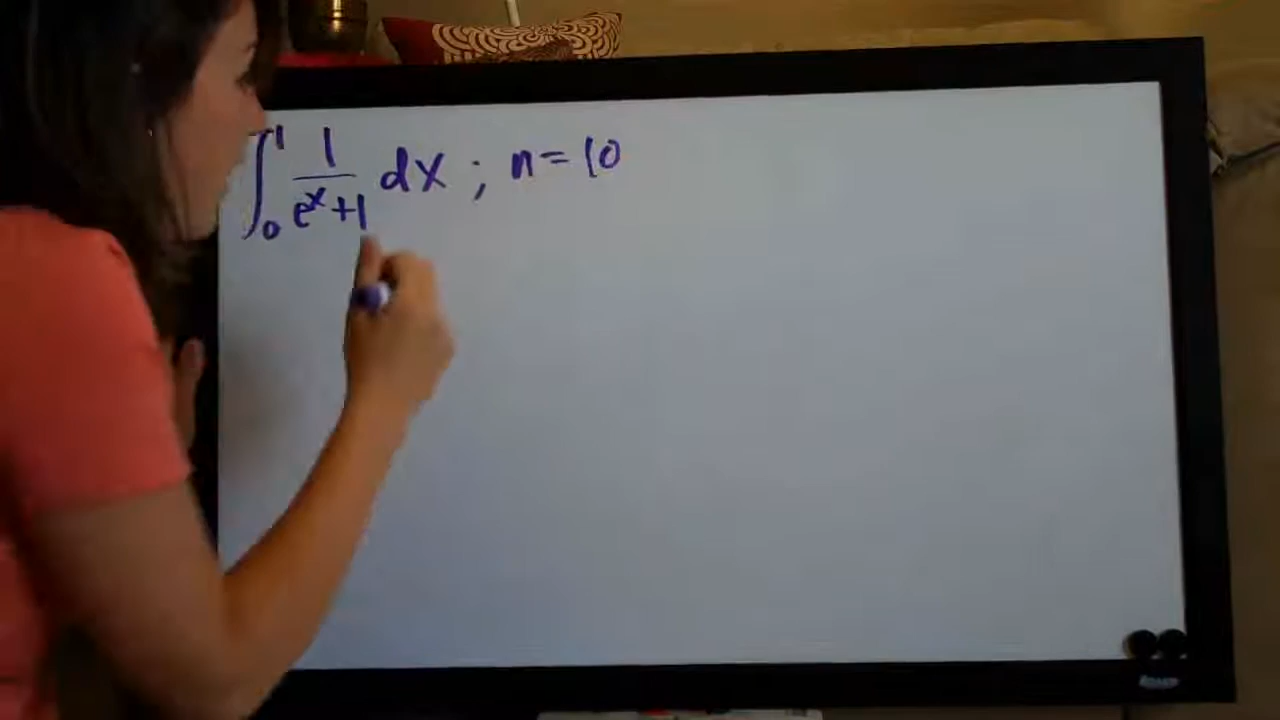 ∫₀¹ 1/(eˣ+1) dx ; n=10